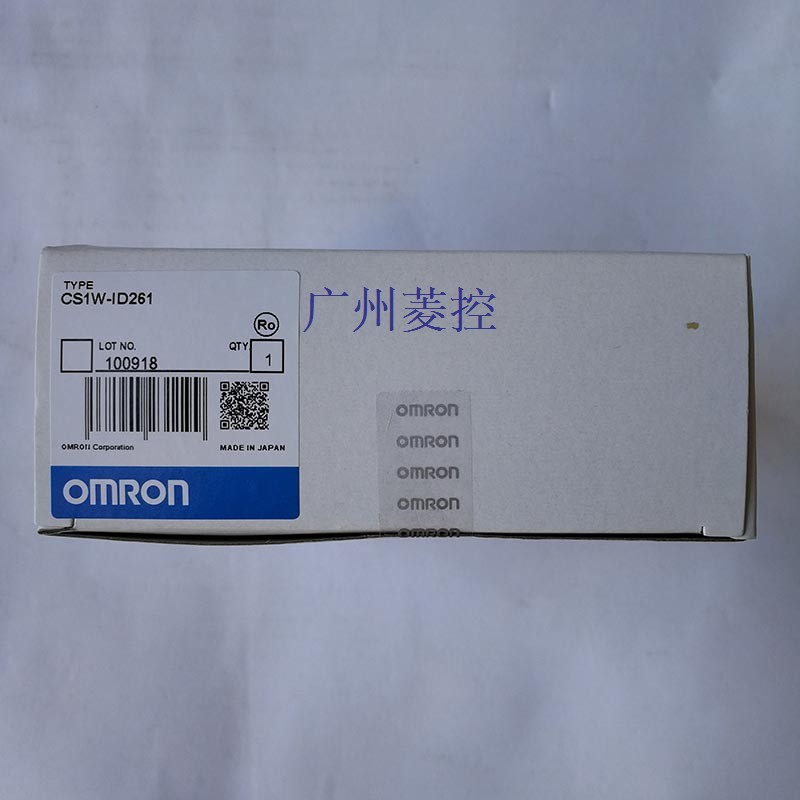 TYPE
CS1W-ID261
Ro
广州菱控
LOT NO.
100918
QTY
1
OMRON Corporation
MADE IN JAPAN
OMRON
OMRON
OMRON
OMRON
OMRON
OMRON